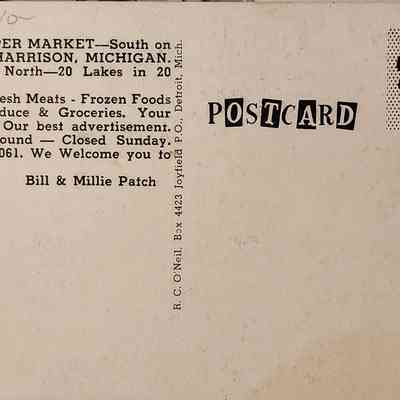 PER MARKET—South on
HARRISON, MICHIGAN.
North—20 Lakes in 20
esh Meats - Frozen Foods
duce & Groceries. Your
Our best advertisement.
ound — Closed Sunday.
061. We Welcome you to
Bill & Millie Patch
R. C. O'Neil, Box 4423 Joyfield P.O., Detroit, Mich.
POSTCARD